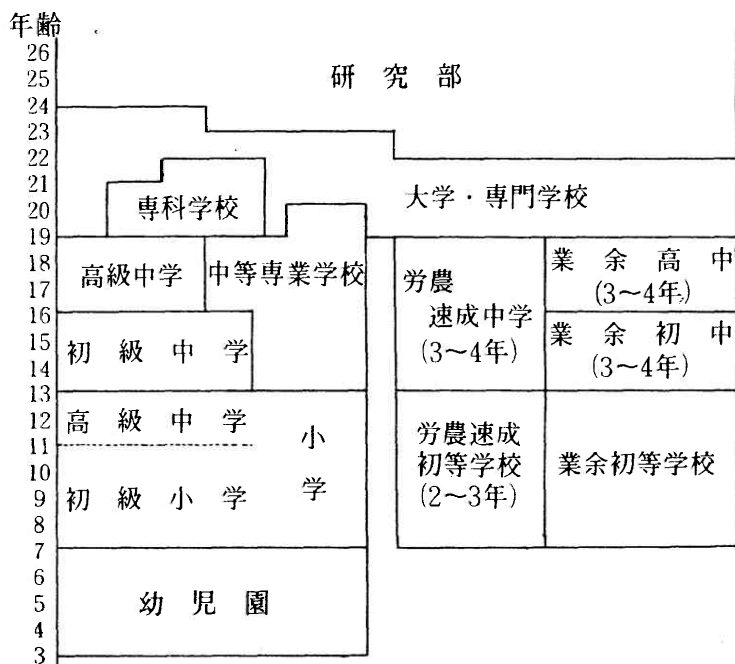 年齢
26
25
24
23
22
21
20
19
18
17
16
15
14
13
12
11
10
9
8
7
6
5
4
3
研究部
専科学校
大学・専門学校
高級中学
中等専業学校
労農
速成中学
(3～4年)
業余高中
(3～4年)
初級中学
業余初中
(3～4年)
高級中学
小学
初級小学
労農速成
初等学校
(2～3年)
業余初等学校
幼児園